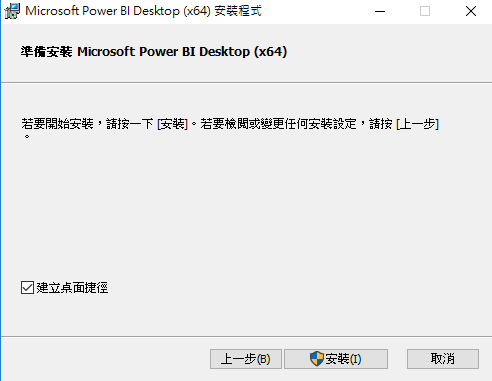 Microsoft Power BI Desktop (x64) 安裝程式
準備安裝 Microsoft Power BI Desktop (x64)
若要開始安裝，請按一下 [安裝]。若要檢閱或變更任何安裝設定，請按 [上一步]
。
建立桌面捷徑
上一步(B) 安裝(I) 取消